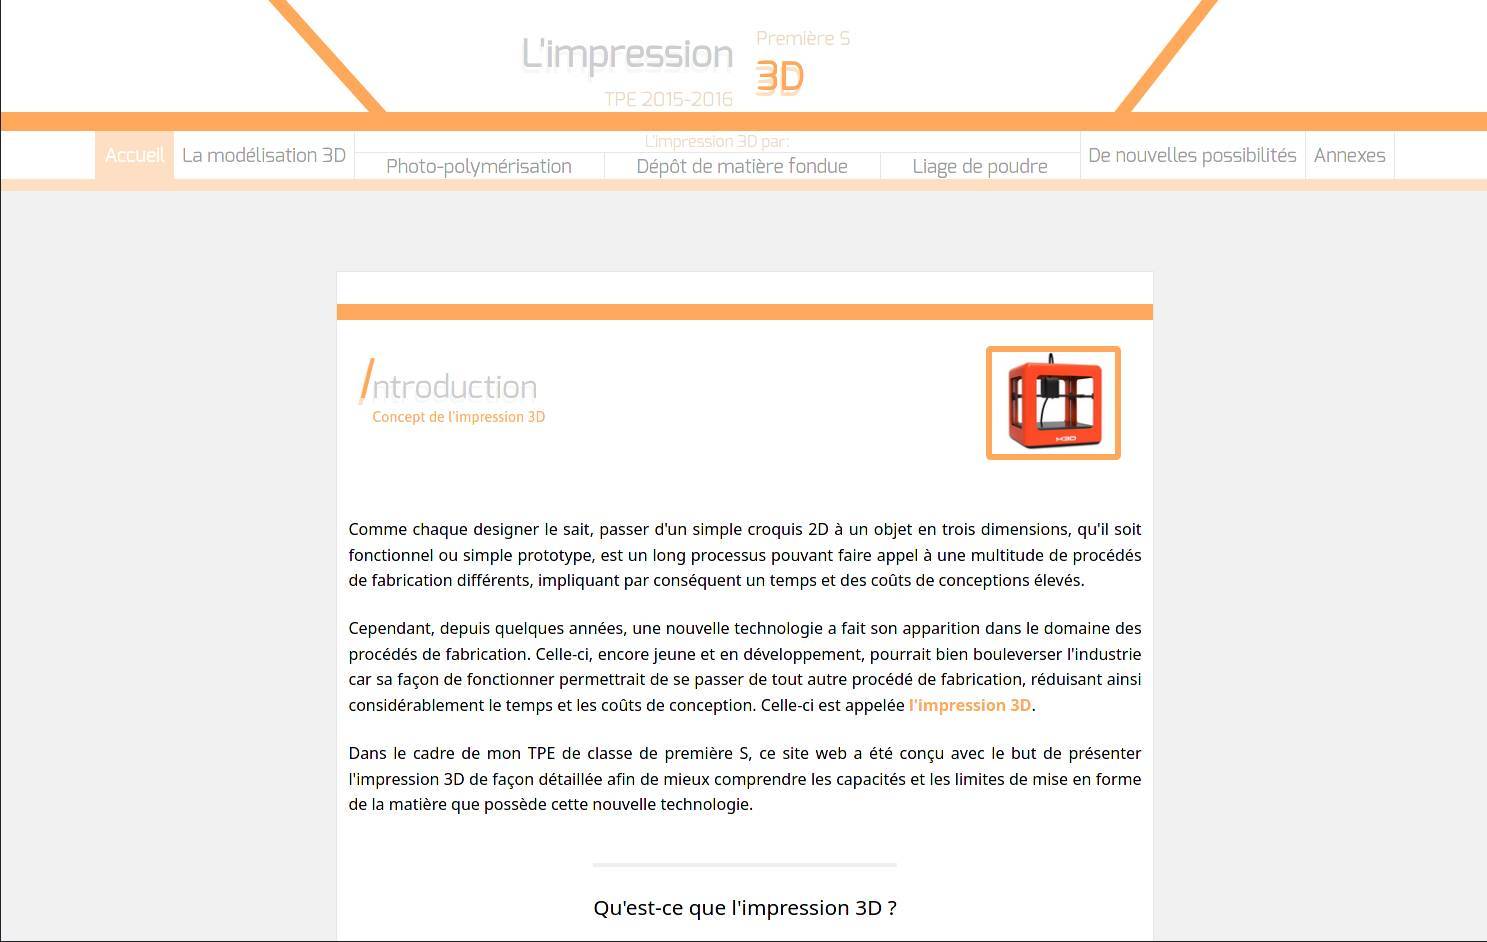 L'impression
Première S
3D
TPE 2015-2016
Accueil
La modélisation 3D
L'impression 3D par:
Photo-polymérisation
Dépôt de matière fondue
Liage de poudre
De nouvelles possibilités
Annexes
Introduction
Concept de l'impression 3D
M3D
Comme chaque designer le sait, passer d'un simple croquis 2D à un objet en trois dimensions, qu'il soit
fonctionnel ou simple prototype, est un long processus pouvant faire appel à une multitude de procédés
de fabrication différents, impliquant par conséquent un temps et des coûts de conceptions élevés.
Cependant, depuis quelques années, une nouvelle technologie a fait son apparition dans le domaine des
procédés de fabrication. Celle-ci, encore jeune et en développement, pourrait bien bouleverser l'industrie
car sa façon de fonctionner permettrait de se passer de tout autre procédé de fabrication, réduisant ainsi
considérablement le temps et les coûts de conception. Celle-ci est appelée l'impression 3D.
Dans le cadre de mon TPE de classe de première S, ce site web a été conçu avec le but de présenter
l'impression 3D de façon détaillée afin de mieux comprendre les capacités et les limites de mise en forme
de la matière que possède cette nouvelle technologie.
Qu'est-ce que l'impression 3D ?